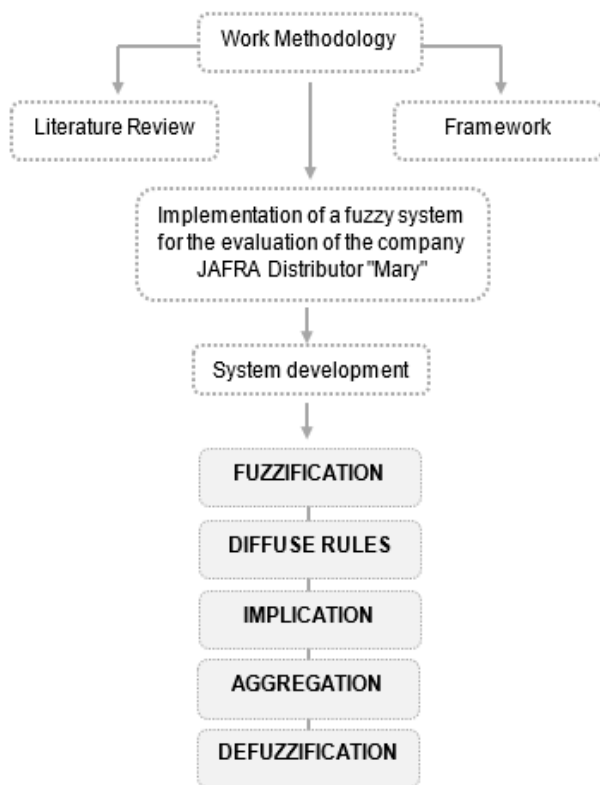 Work Methodology
Literature Review
Framework
Implementation of a fuzzy system
for the evaluation of the company
JAFRA Distributor "Mary"
System development
FUZZIFICATION
DIFFUSE RULES
IMPLICATION
AGGREGATION
DEFUZZIFICATION